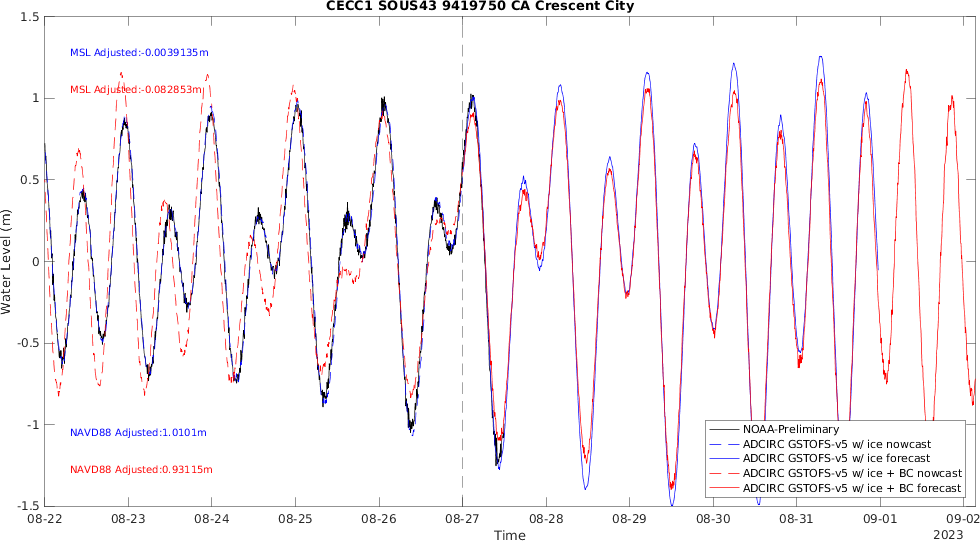 CECC1 SOUS43 9419750 CA Crescent City
1.5
1
0.5
0
-0.5
-1
-1.5
Water Level (m)
MSL Adjusted:-0.0039135m
MSL Adjusted:-0.082853m
NAVD88 Adjusted:1.0101m
NAVD88 Adjusted:0.93115m
NOAA-Preliminary
ADCIRC GSTOFS-v5 w/ ice nowcast
ADCIRC GSTOFS-v5 w/ ice forecast
ADCIRC GSTOFS-v5 w/ ice + BC nowcast
ADCIRC GSTOFS-v5 w/ ice + BC forecast
08-22 08-23 08-24 08-25 08-26 08-27 08-28 08-29 08-30 08-31 09-01 09-02
Time
2023